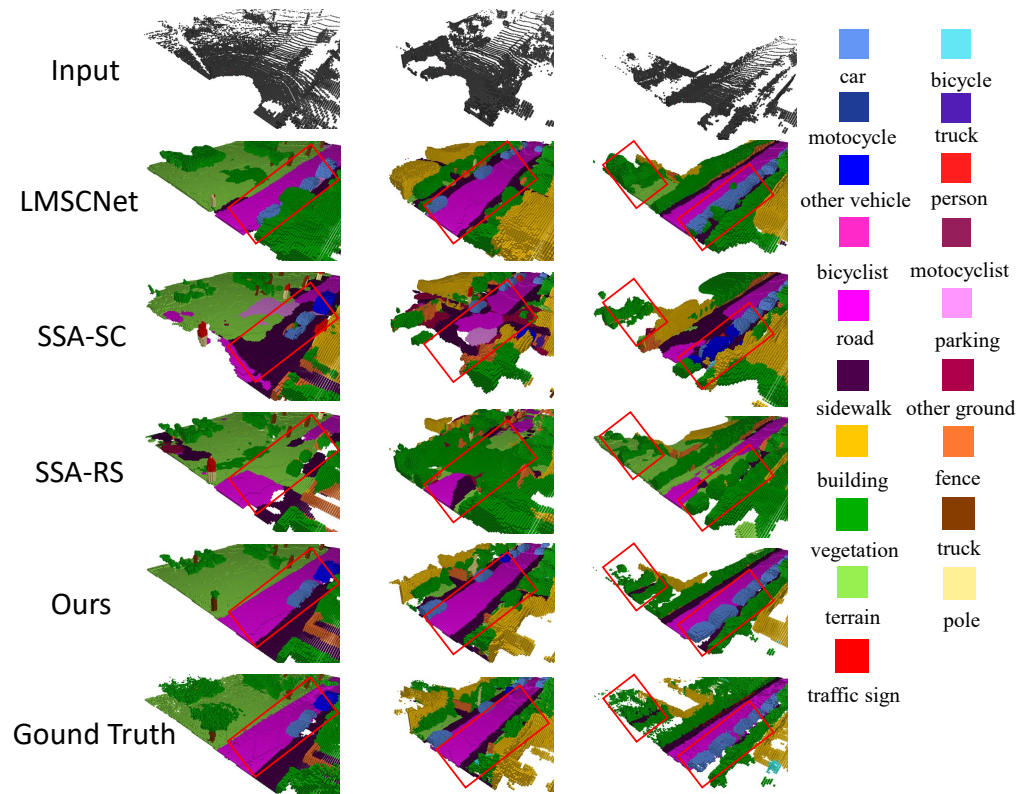 Input
LMSCNet
SSA-SC
SSA-RS
Ours
Gound Truth
car
bicycle
motocycle
truck
other vehicle
person
bicyclist
motocyclist
road
parking
sidewalk
other ground
building
fence
vegetation
truck
terrain
pole
traffic sign